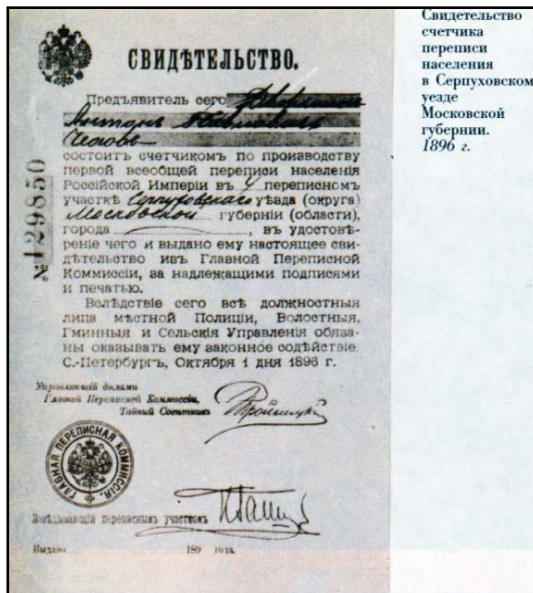 СВИДѢТЕЛЬСТВО.
Предъявитель сего
Антонъ Павловичъ
Чеховъ
состоитъ счетчикомъ по производству
первой всеобщей переписи населенія
Россійской Имперіи въ 4 переписномъ
участкѣ Серпуховскаго уѣзда (округа)
Московской губерніи (области),
города , въ удостовѣ-
реніе чего и выдано ему настоящее сви-
дѣтельство изъ Главной Переписной
Коммиссіи, за надлежащими подписями
и печатью.
Вслѣдствіе сего всѣ должностныя
лица мѣстной Полиціи, Волостныя,
Гминныя и Сельскія Управленія обяза-
ны оказывать ему законное содѣйствіе.
С.-Петербургъ, Октября 1 дня 1896 г.
№129850
Управляющій дѣлами
Главной Переписной Коммиссіи,
Тайный Совѣтникъ Тройницкій
ГЛАВНАЯ ПЕРЕПИСНАЯ КОММИССІЯ.
Завѣдывающій переписнымъ участкомъ
Выдано 189 года.
Свидетельство
счетчика
переписи
населения
в Серпуховском
уезде
Московской
губернии.
1896 г.